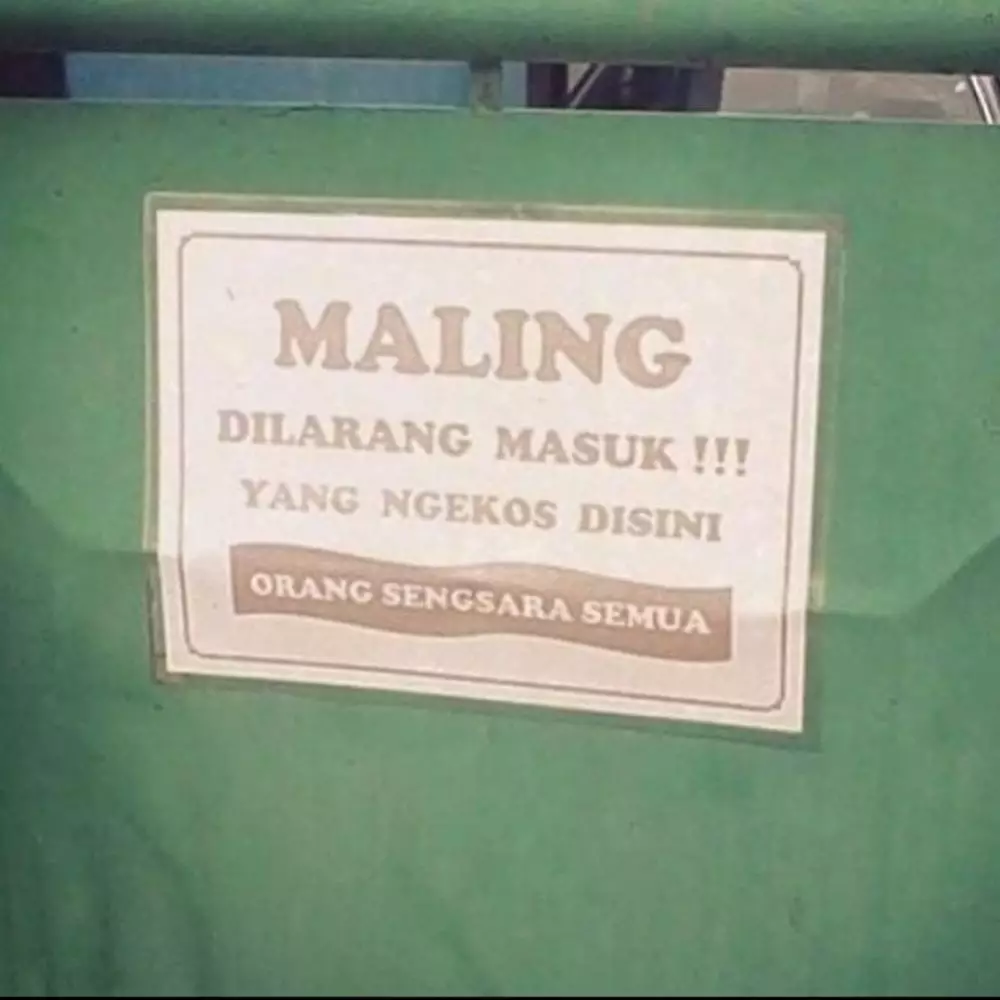 MALING
DILARANG MASUK !!!
YANG NGEKOS DISINI
ORANG SENGSARA SEMUA